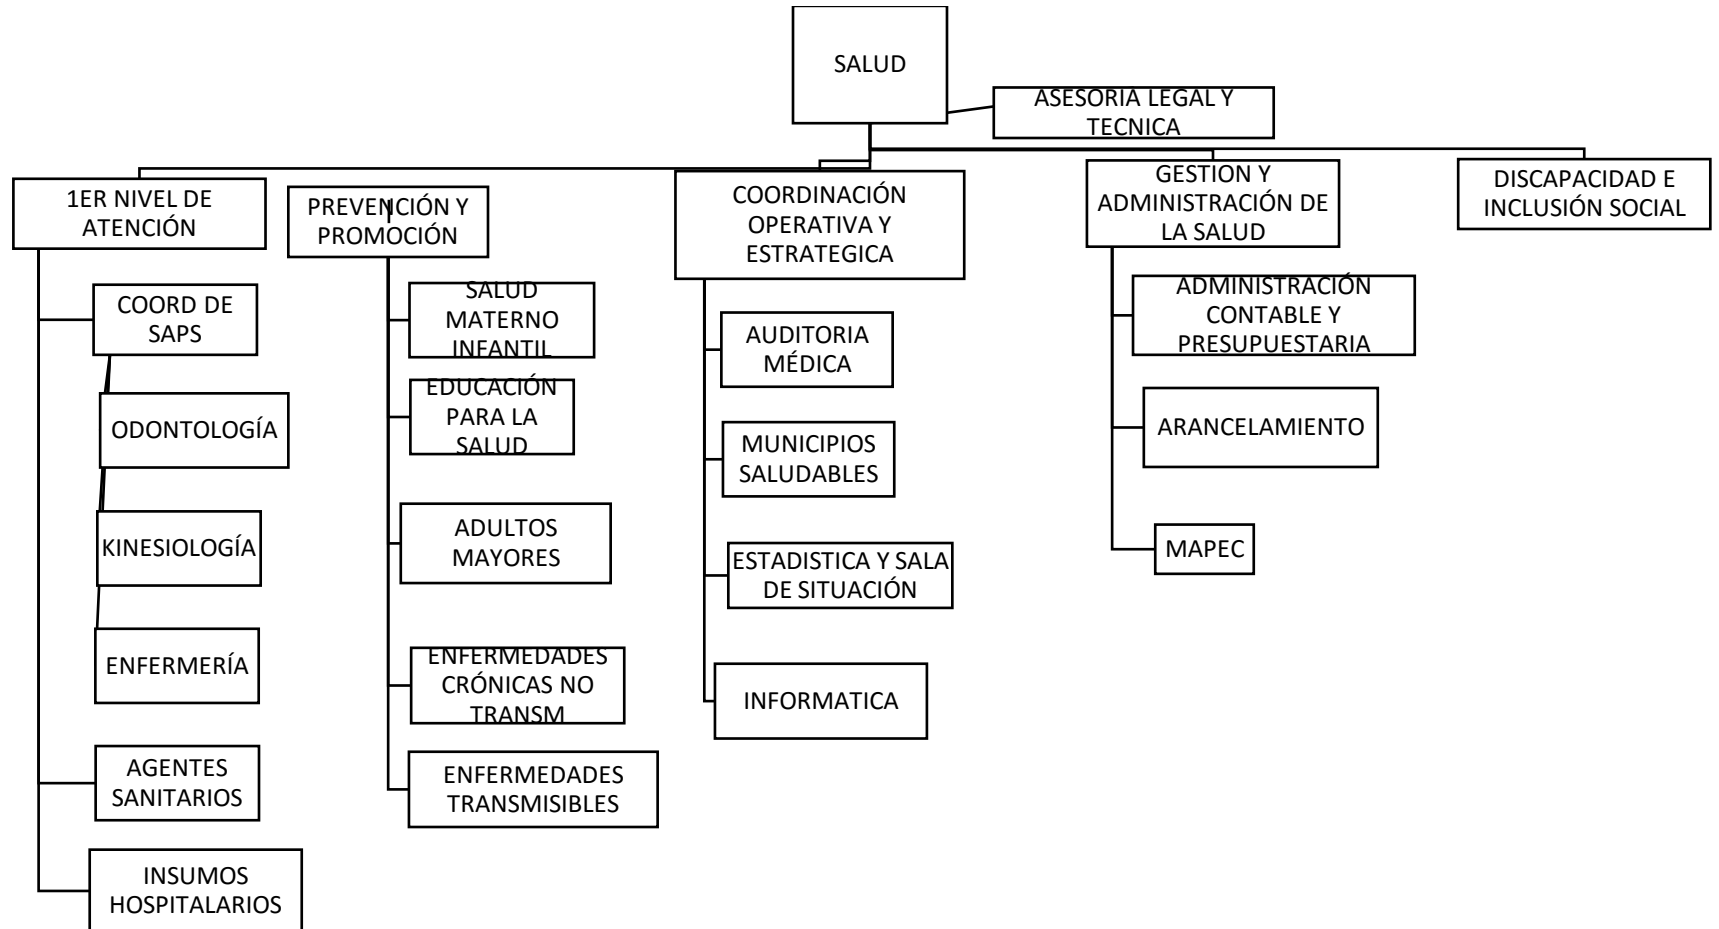 SALUD
ASESORIA LEGAL Y
TECNICA
1ER NIVEL DE
ATENCIÓN
PREVENCIÓN Y
PROMOCIÓN
COORDINACIÓN
OPERATIVA Y
ESTRATEGICA
GESTION Y
ADMINISTRACIÓN DE
LA SALUD
DISCAPACIDAD E
INCLUSIÓN SOCIAL
COORD DE
SAPS
ODONTOLOGÍA
KINESIOLOGÍA
ENFERMERÍA
AGENTES
SANITARIOS
INSUMOS
HOSPITALARIOS
SALUD
MATERNO
INFANTIL
EDUCACIÓN
PARA LA
SALUD
ADULTOS
MAYORES
ENFERMEDADES
CRÓNICAS NO
TRANSM
ENFERMEDADES
TRANSMISIBLES
AUDITORIA
MÉDICA
MUNICIPIOS
SALUDABLES
ESTADISTICA Y SALA
DE SITUACIÓN
INFORMATICA
ADMINISTRACIÓN
CONTABLE Y
PRESUPUESTARIA
ARANCELAMIENTO
MAPEC